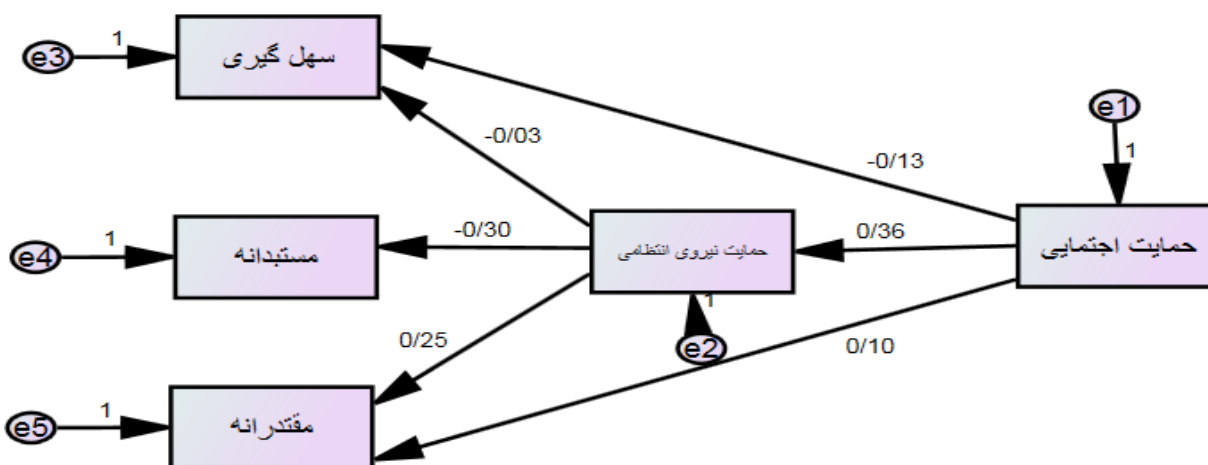 1
e3
سهل گیری
-0/03
-0/13
e1
1
1
e4
مستبدانه
-0/30
حمایت نیروی انتظامی
0/36
حمایت اجتمایی
1
e2
0/25
0/10
1
e5
مقتدرانه